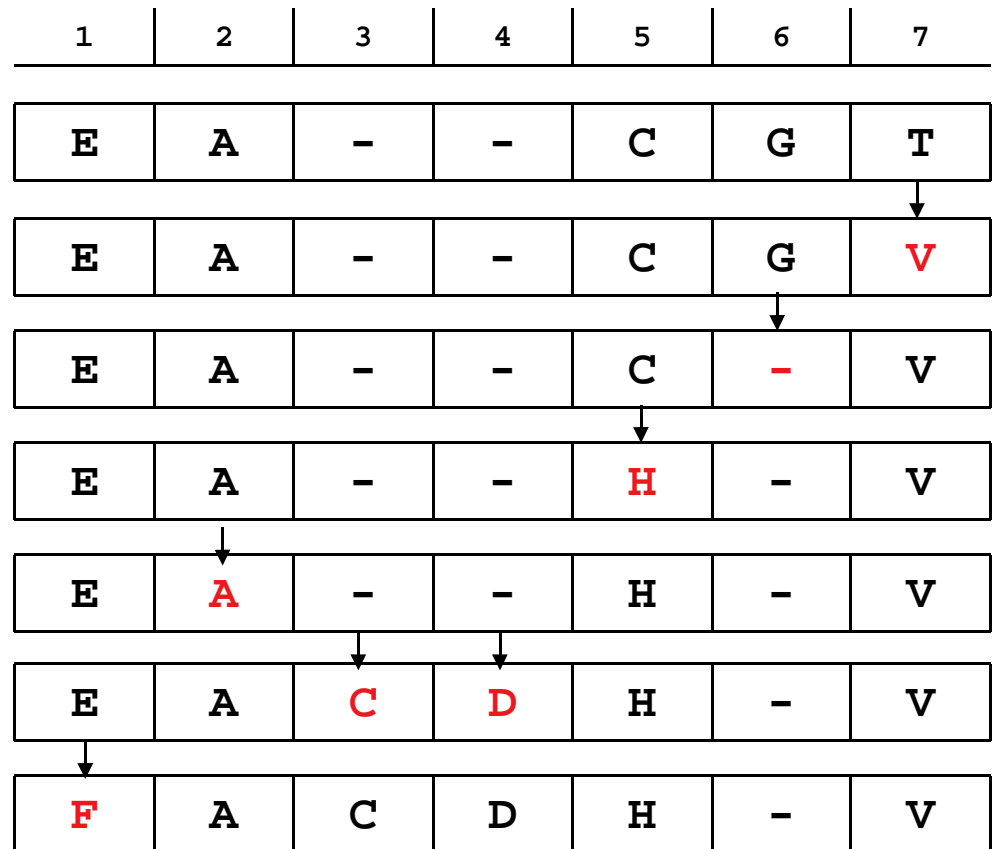 1 2 3 4 5 6 7
E A - - C G T
E A - - C G V
E A - - C - V
E A - - H - V
E A - - H - V
E A C D H - V
F A C D H - V